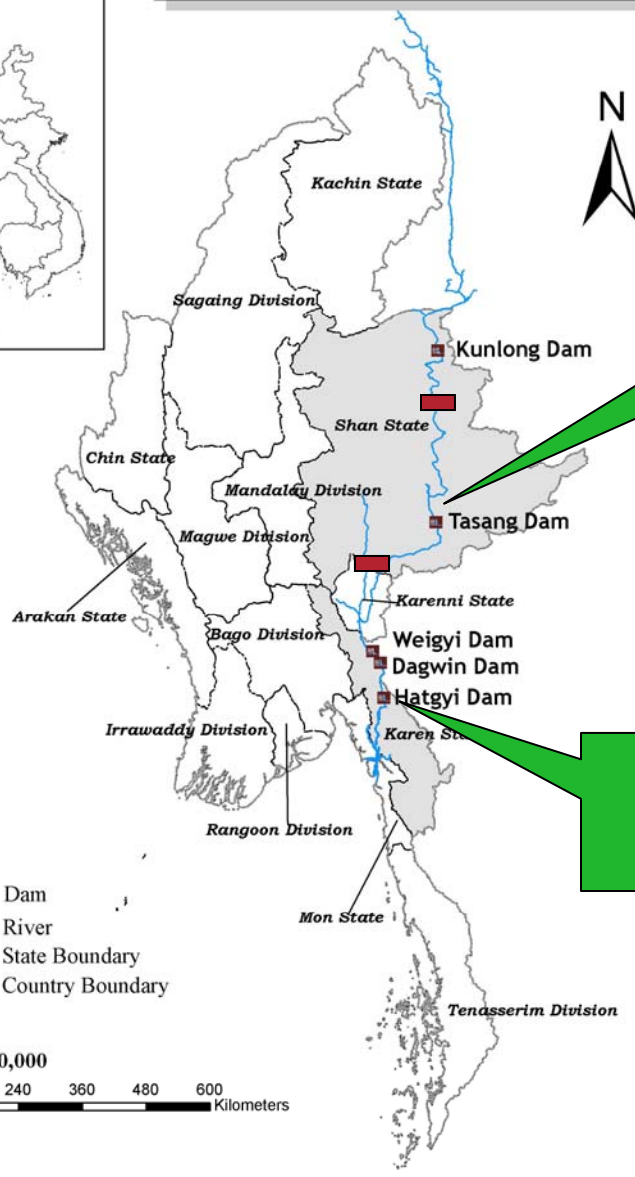 N
Kachin State
Sagaing Division
Kunlong Dam
Shan State
Chin State
Mandalay Division
Tasang Dam
Magwe Division
Karenni State
Arakan State
Bago Division
Weigyi Dam
Dagwin Dam
Hatgyi Dam
Irrawaddy Division
Karen Sta
Rangoon Division
Dam
River
Mon State
State Boundary
Country Boundary
Tenasserim Division
0,000
240 360 480 600
Kilometers